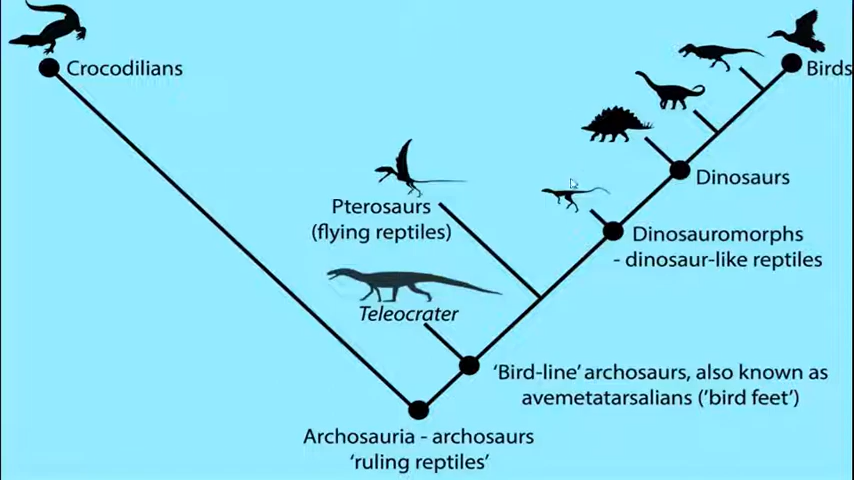 Crocodilians
Birds
Dinosaurs
Pterosaurs
(flying reptiles)
Dinosauromorphs
- dinosaur-like reptiles
Teleocrater
'Bird-line' archosaurs, also known as
avemetatarsalians ('bird feet')
Archosauria - archosaurs
'ruling reptiles'